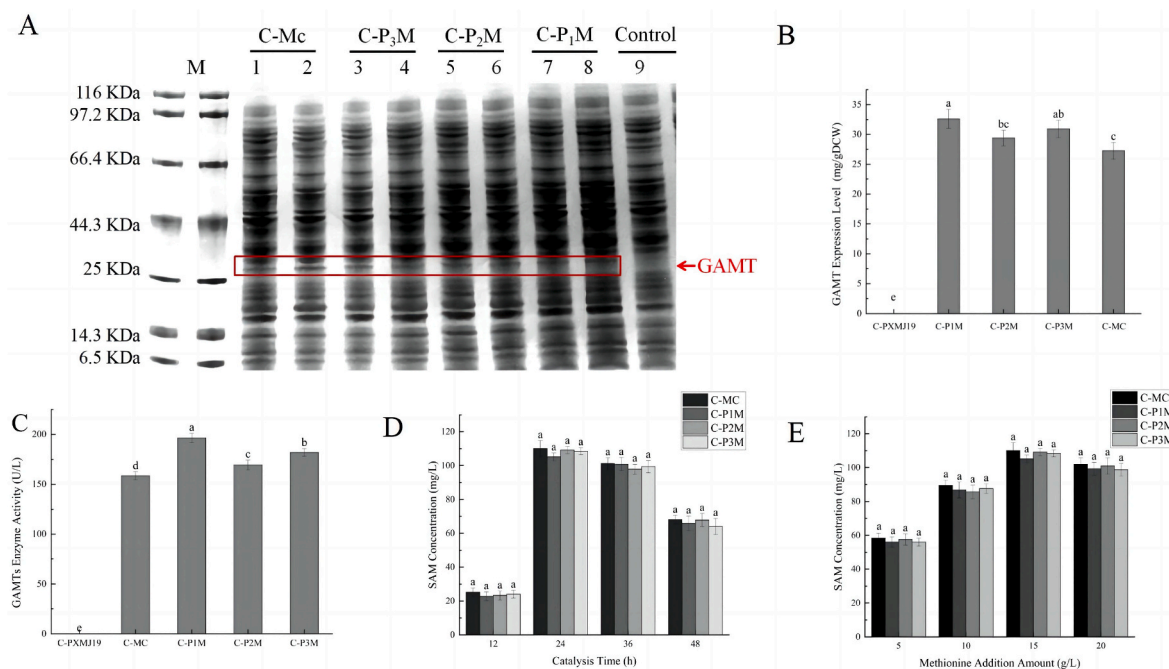 A
C-Mc C-P₃M C-P₂M C-P₁M Control
M 1 2 3 4 5 6 7 8 9
116 KDa
97.2 KDa
66.4 KDa
44.3 KDa
25 KDa
14.3 KDa
6.5 KDa
GAMT
B
GAMT Expression Level (mg/gDCW)
35
30
25
20
15
10
5
0
e a bc ab c
C-PXMJ19 C-P1M C-P2M C-P3M C-MC
C
GAMTs Enzyme Activity (U/L)
200
150
100
50
0
e d a c b
C-PXMJ19 C-MC C-P1M C-P2M C-P3M
D
C-MC
C-P1M
C-P2M
C-P3M
SAM Concentration (mg/L)
120
100
80
60
40
20
0
a a a a a a a a a a a a a a a a
12 24 36 48
Catalysis Time (h)
E
C-MC
C-P1M
C-P2M
C-P3M
SAM Concentration (mg/L)
120
100
80
60
40
20
0
a a a a a a a a a a a a a a a a
5 10 15 20
Methionine Addition Amount (g/L)